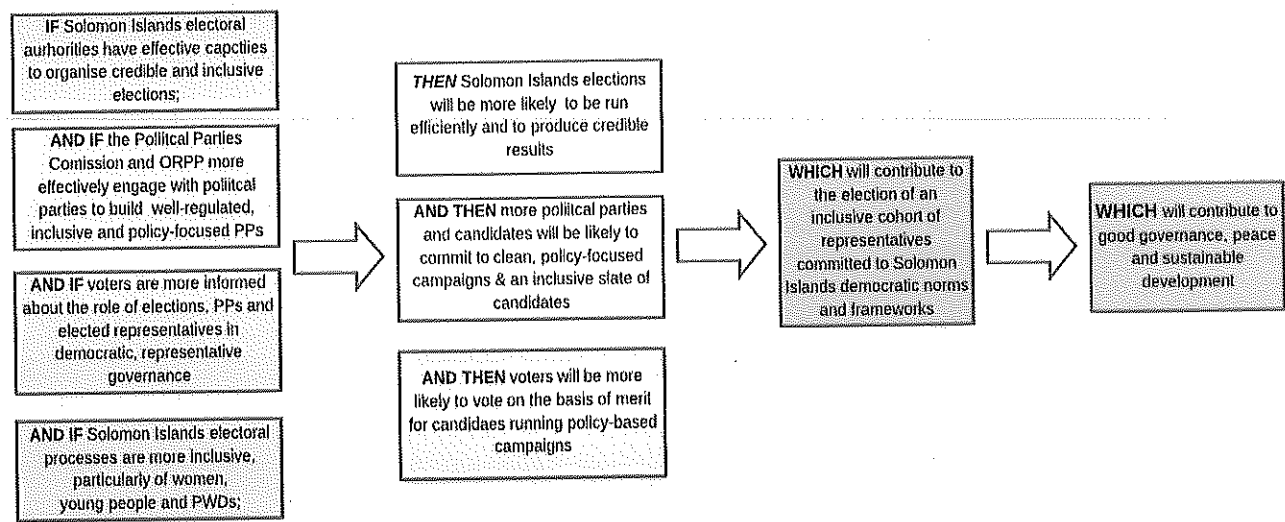 IF Solomon Islands electoral
aurhorities have effective capctiies
to organise credible and inclusive
elections;
AND IF the Poliitcal Parties
Comission and ORPP more
effectively engage with poliitcal
parties to build well-regulated,
inclusive and policy-focused PPs
AND IF voters are more informed
about the role of elections, PPs and
elected representatives in
democratic, representative
governance
AND IF Solomon Islands electoral
processes are more inclusive,
particularly of women,
young people and PWDs;
THEN Solomon Islands elections
will be more likely to be run
efficiently and to produce credible
results
AND THEN more poliitcal parties
and candidates will be likely to
commit to clean, policy-focused
campaigns & an inclusive slate of
candidates
AND THEN voters will be more
likely to vote on the basis of merit
for candidaes running policy-based
campaigns
WHICH will contribute to
the election of an
inclusive cohort of
representatives
committed to Solomon
Islands democratic norms
and frameworks
WHICH will contribute to
good governance, peace
and sustainable
development